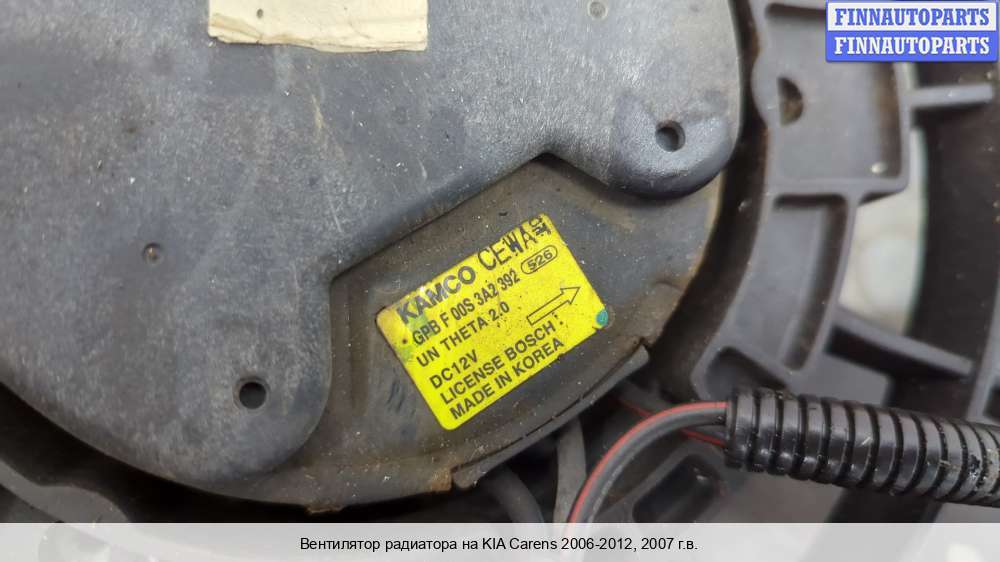 FINNAUTOPARTS
FINNAUTOPARTS
KAMCO CEWA
GPB F 00S 3A2 392 526
UN THETA 2.0
DC12V
LICENSE BOSCH
MADE IN KOREA
Вентилятор радиатора на KIA Carens 2006-2012, 2007 г.в.